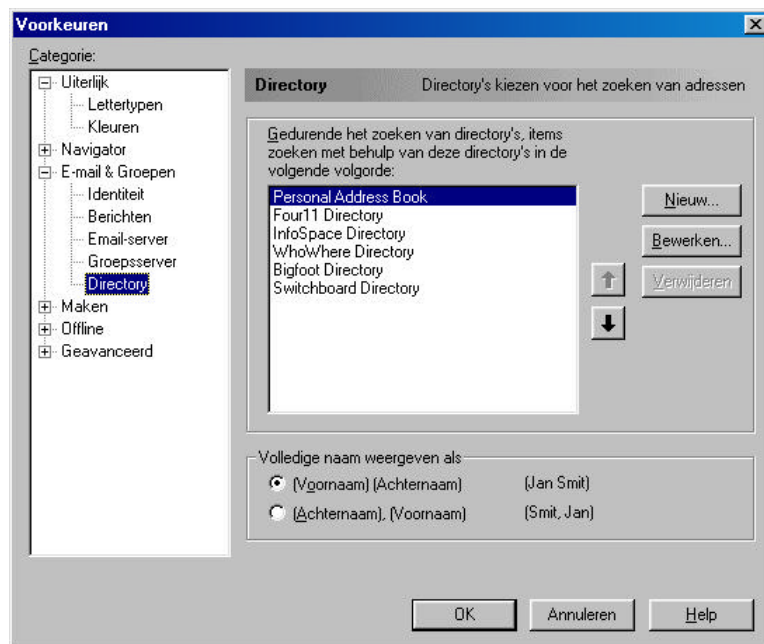 Voorkeuren
Categorie:
Uiterlijk
Lettertypen
Kleuren
Navigator
E-mail & Groepen
Identiteit
Berichten
Email-server
Groepsserver
Directory
Maken
Offline
Geavanceerd
Directory Directory's kiezen voor het zoeken van adressen
Gedurende het zoeken van directory's, items
zoeken met behulp van deze directory's in de
volgende volgorde:
Personal Address Book
Four11 Directory
InfoSpace Directory
WhoWhere Directory
Bigfoot Directory
Switchboard Directory
Nieuw...
Bewerken...
Verwijderen
Volledige naam weergeven als
(Voornaam) (Achternaam) (Jan Smit)
(Achternaam), (Voornaam) (Smit, Jan)
OK Annuleren Help